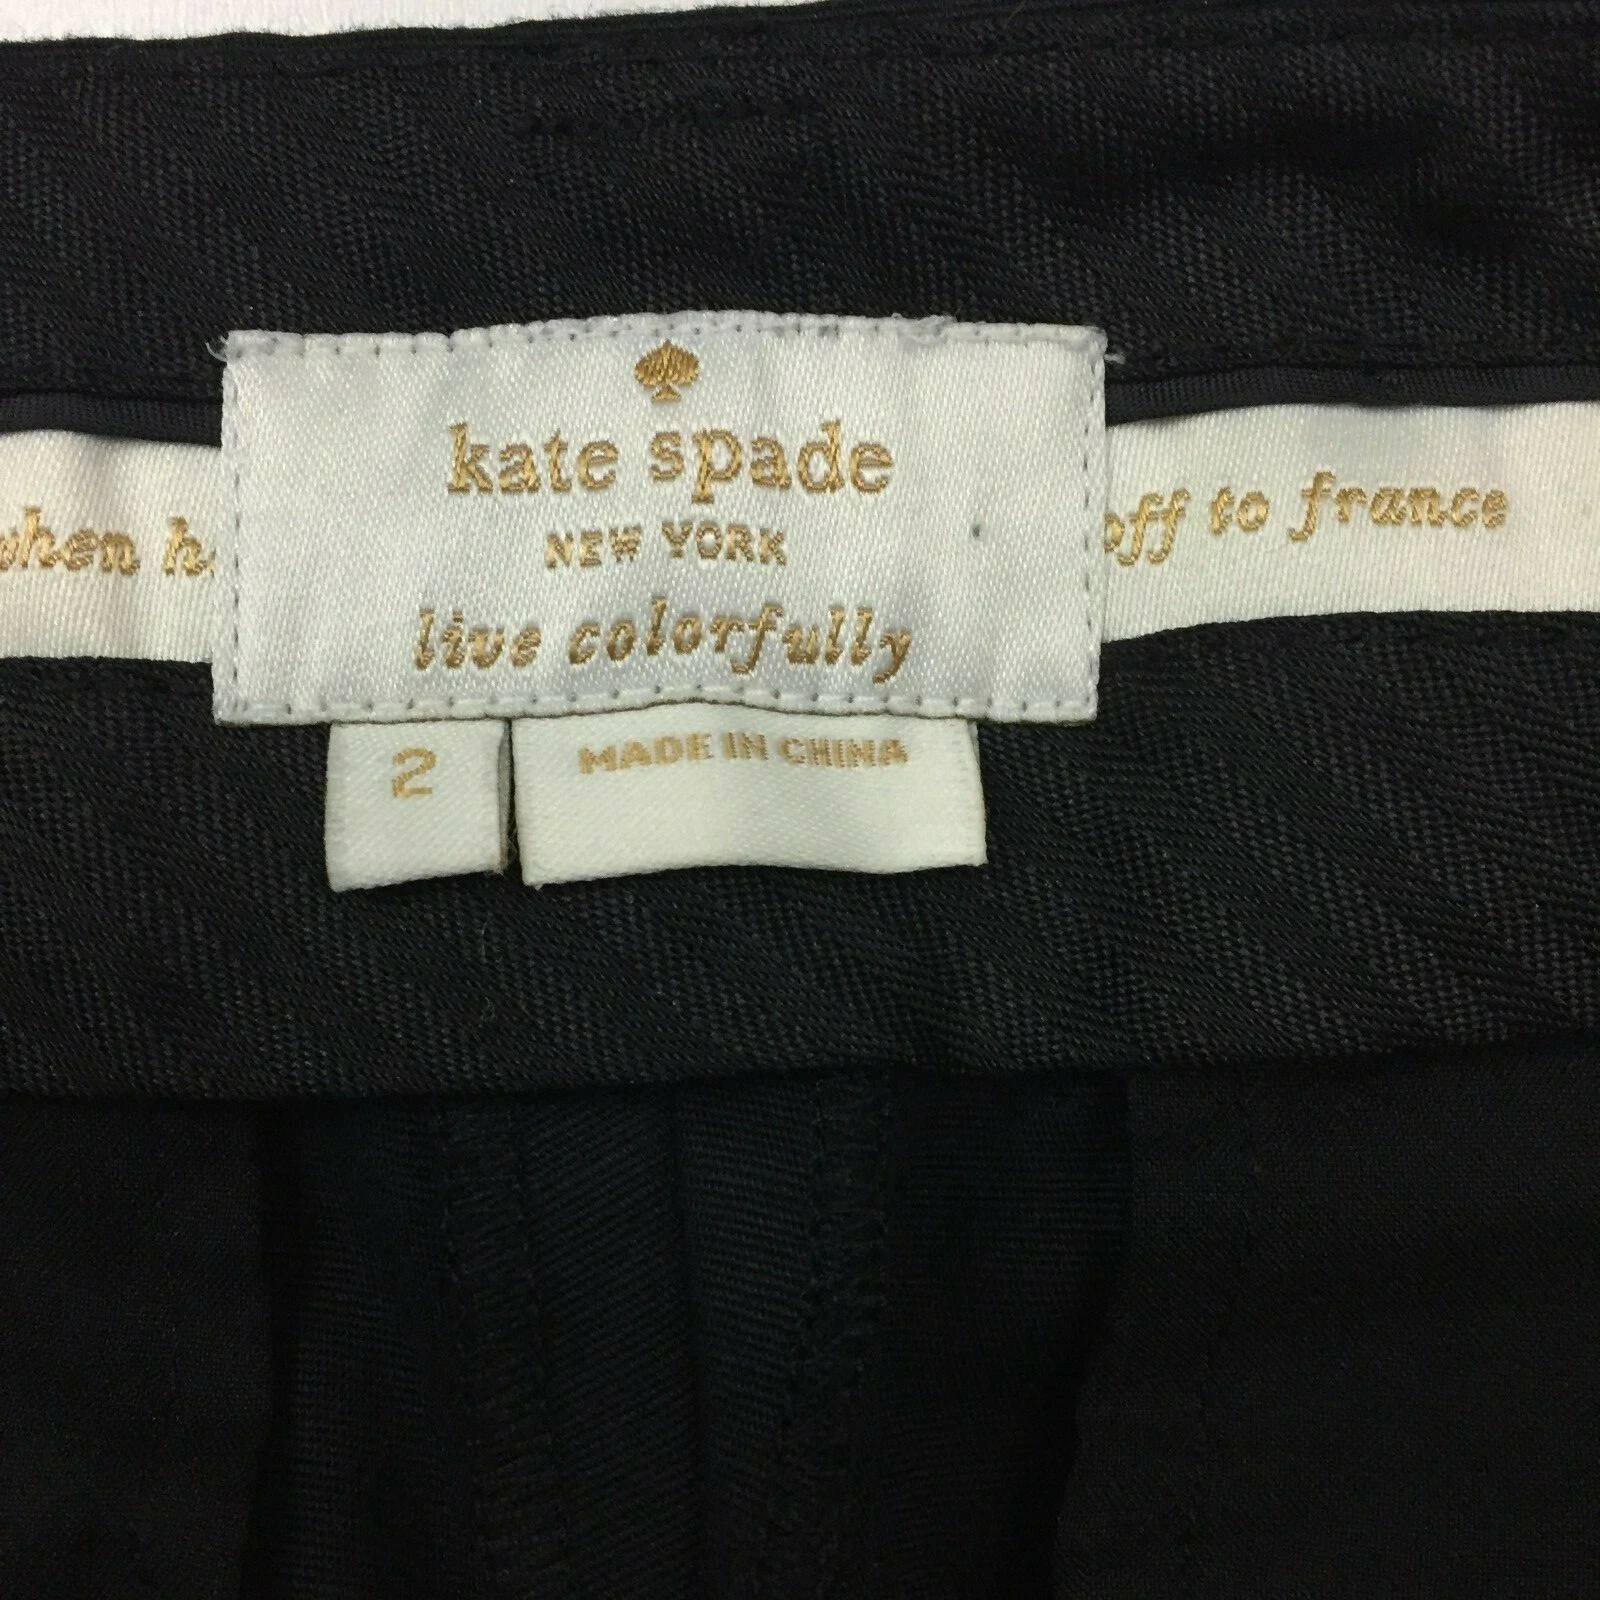 kate spade
NEW YORK
live colorfully
off to france
2
MADE IN CHINA